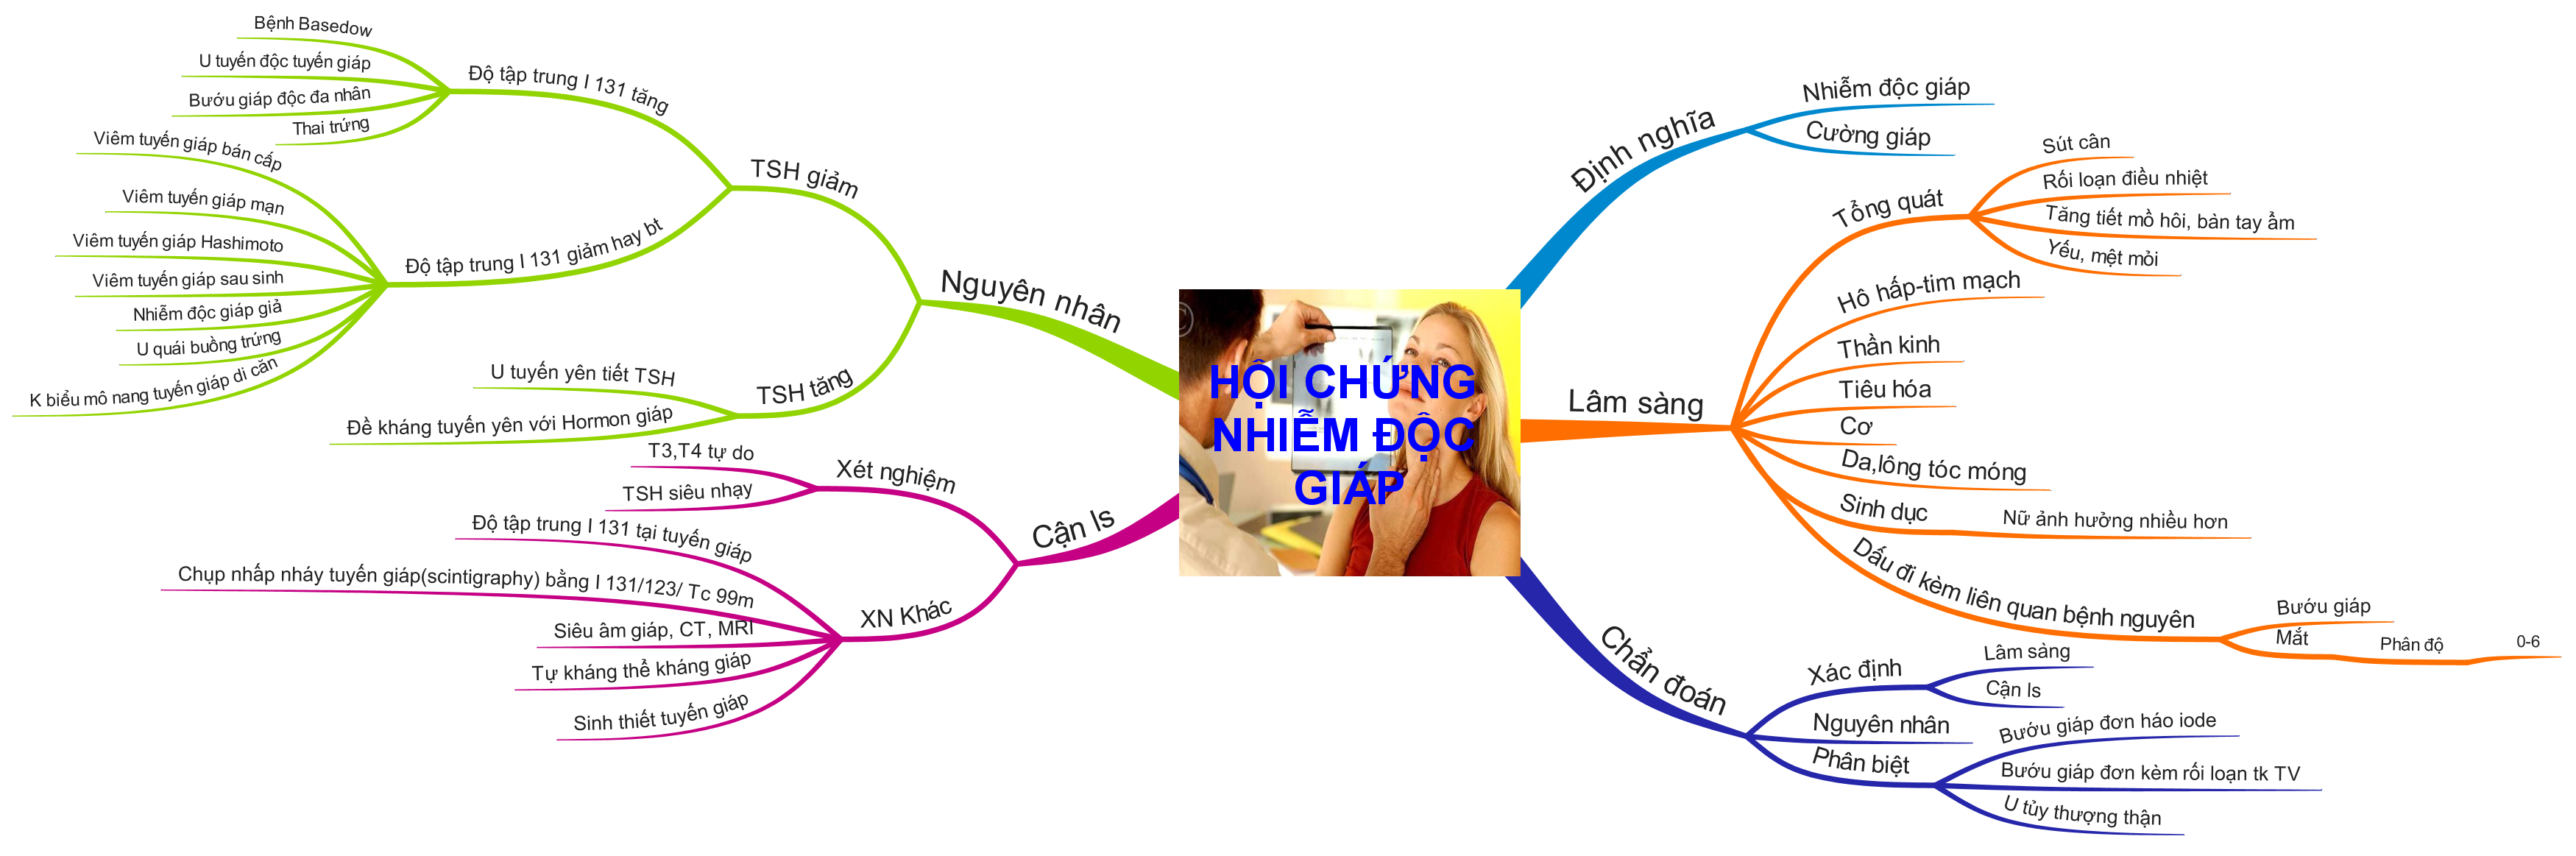 HỘI CHỨNG
NHIỄM ĐỘC
GIÁP
Định nghĩa
Nhiễm độc giáp
Cường giáp
Lâm sàng
Tổng quát
Sút cân
Rối loạn điều nhiệt
Tăng tiết mồ hôi, bàn tay ẩm
Yếu, mệt mỏi
Hô hấp-tim mạch
Thần kinh
Tiêu hóa
Cơ
Da,lông tóc móng
Sinh dục
Nữ ảnh hưởng nhiều hơn
Dấu đi kèm liên quan bệnh nguyên
Bướu giáp
Mắt
Phân độ
0-6
Chẩn đoán
Xác định
Lâm sàng
Cận ls
Nguyên nhân
Phân biệt
Bướu giáp đơn háo iode
Bướu giáp đơn kèm rối loạn tk TV
U tủy thượng thận
Nguyên nhân
TSH giảm
Độ tập trung I 131 tăng
Bệnh Basedow
U tuyến độc tuyến giáp
Bướu giáp độc đa nhân
Thai trứng
Độ tập trung I 131 giảm hay bt
Viêm tuyến giáp bán cấp
Viêm tuyến giáp mạn
Viêm tuyến giáp Hashimoto
Viêm tuyến giáp sau sinh
Nhiễm độc giáp giả
U quái buồng trứng
K biểu mô nang tuyến giáp di căn
TSH tăng
U tuyến yên tiết TSH
Đề kháng tuyến yên với Hormon giáp
Cận ls
Xét nghiệm
T3,T4 tự do
TSH siêu nhạy
XN Khác
Độ tập trung I 131 tại tuyến giáp
Chụp nhấp nháy tuyến giáp(scintigraphy) bằng I 131/123/ Tc 99m
Siêu âm giáp, CT, MRI
Tự kháng thể kháng giáp
Sinh thiết tuyến giáp